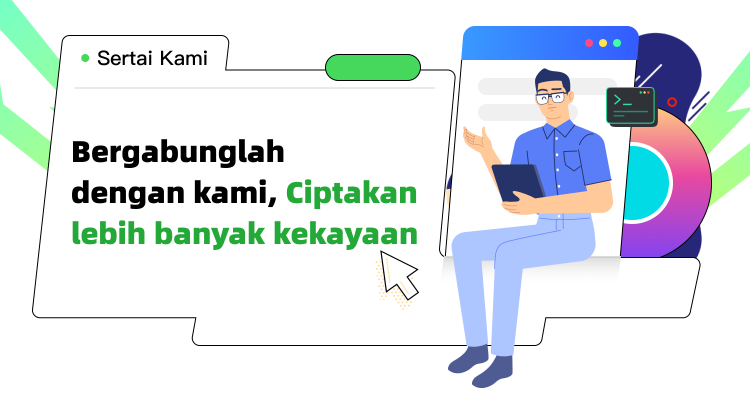 Sertai Kami
Bergabunglah
dengan kami, Ciptakan
lebih banyak kekayaan